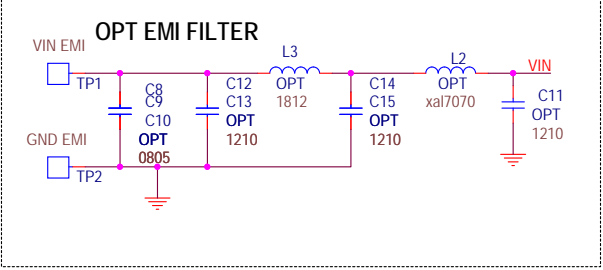 OPT EMI FILTER
VIN EMI
TP1
C8
C9
C10
OPT
0805
C12
C13
OPT
1210
L3
OPT
1812
C14
C15
OPT
1210
L2
OPT
xal7070
VIN
C11
OPT
1210
GND EMI
TP2